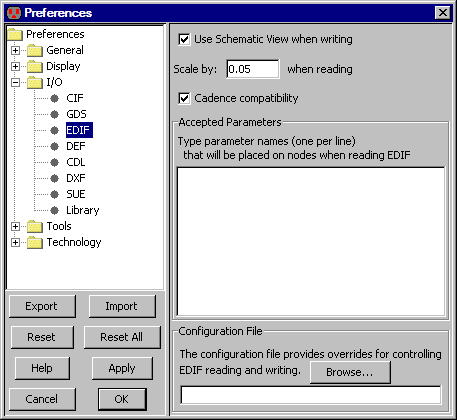 Preferences
Preferences
General
Display
I/O
CIF
GDS
EDIF
DEF
CDL
DXF
SUE
Library
Tools
Technology
Export
Import
Reset
Reset All
Help
Apply
Cancel
OK
Use Schematic View when writing
Scale by: 0.05 when reading
Cadence compatibility
Accepted Parameters
Type parameter names (one per line)
that will be placed on nodes when reading EDIF
Configuration File
The configuration file provides overrides for controlling
EDIF reading and writing. Browse...